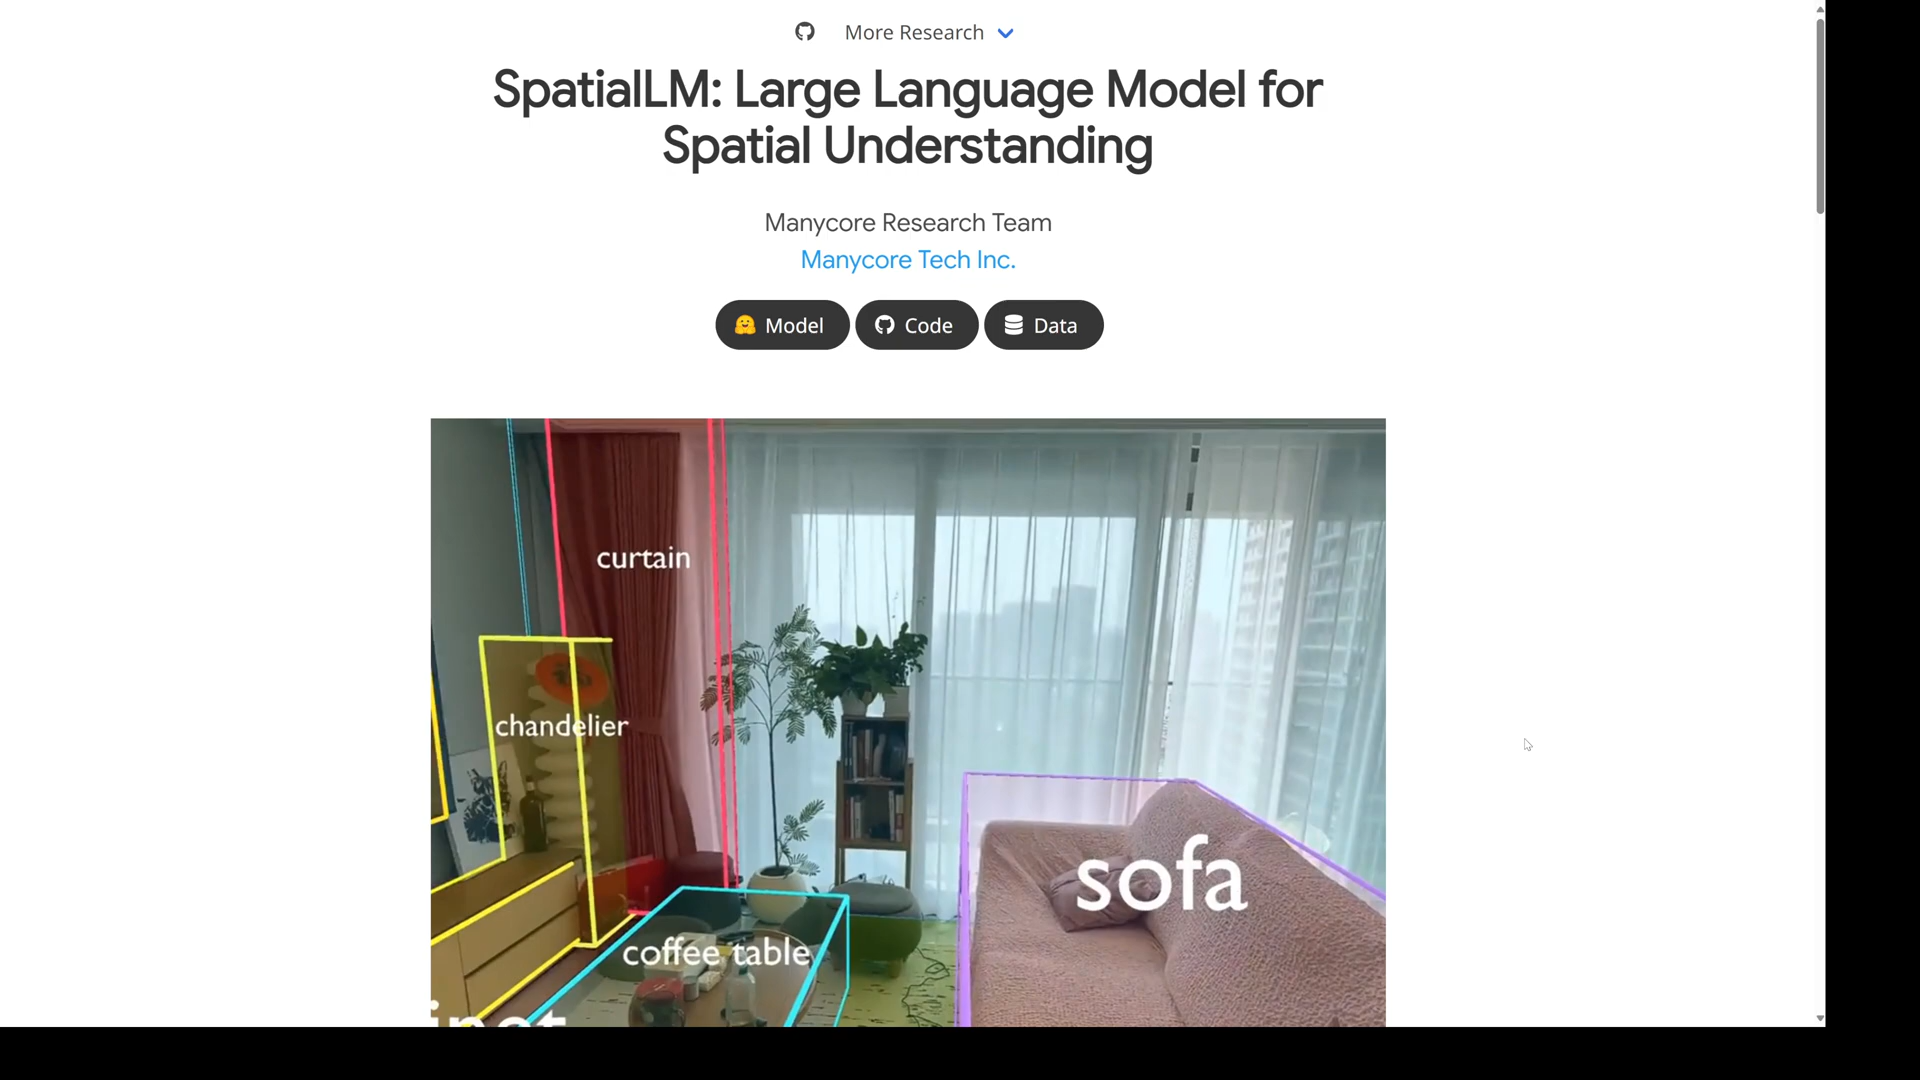 More Research
SpatialLM: Large Language Model for
Spatial Understanding
Manycore Research Team
Manycore Tech Inc.
Model
Code
Data
curtain
chandelier
sofa
coffee table